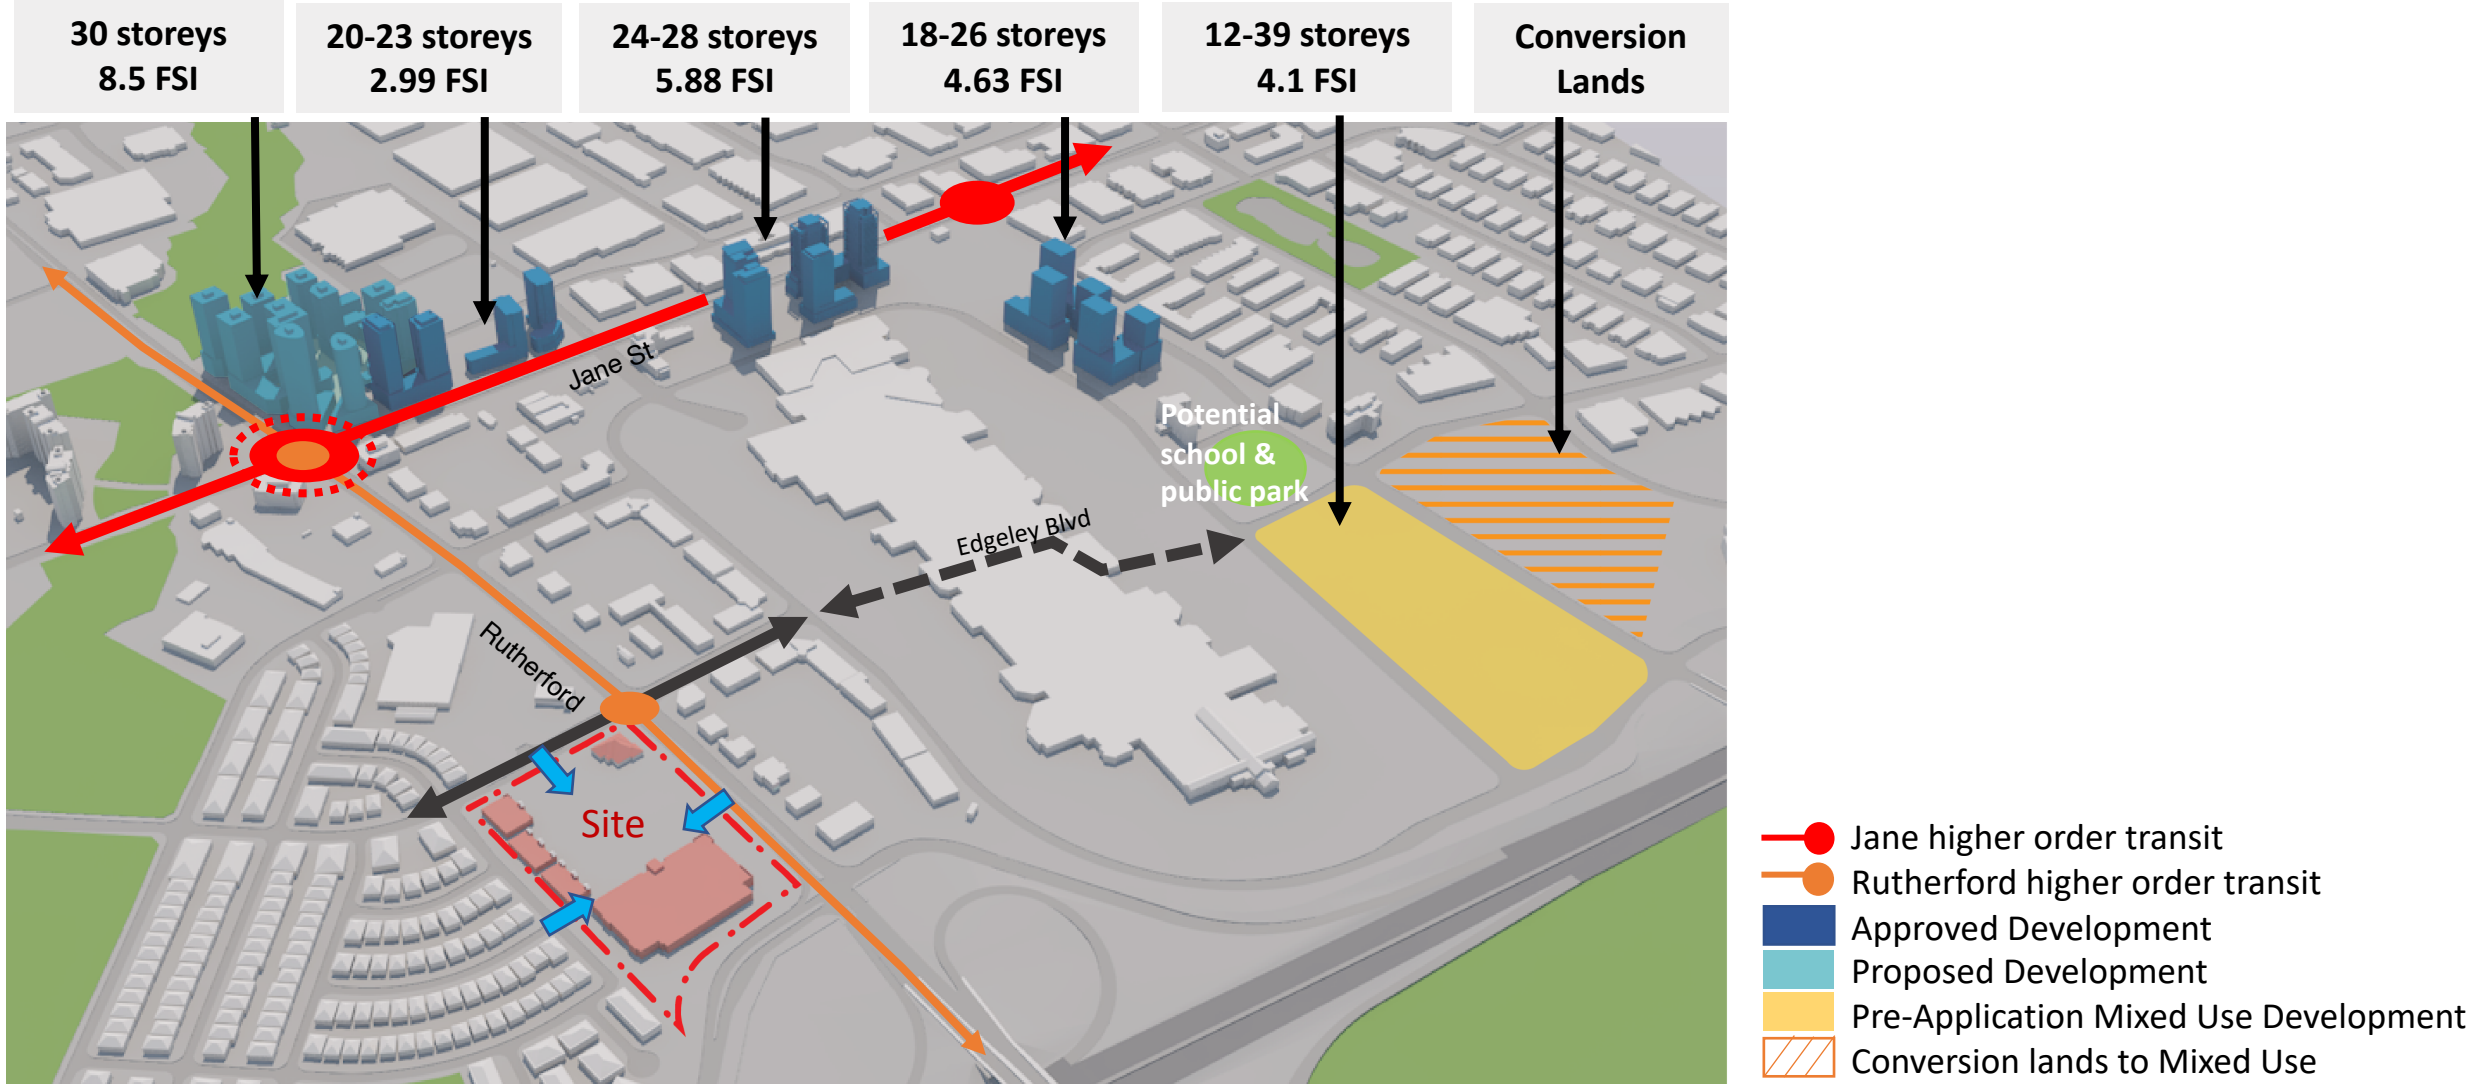 30 storeys
8.5 FSI
20-23 storeys
2.99 FSI
24-28 storeys
5.88 FSI
18-26 storeys
4.63 FSI
12-39 storeys
4.1 FSI
Conversion
Lands
Jane St
Potential
school &
public park
Edgeley Blvd
Rutherford
Site
Jane higher order transit
Rutherford higher order transit
Approved Development
Proposed Development
Pre-Application Mixed Use Development
Conversion lands to Mixed Use